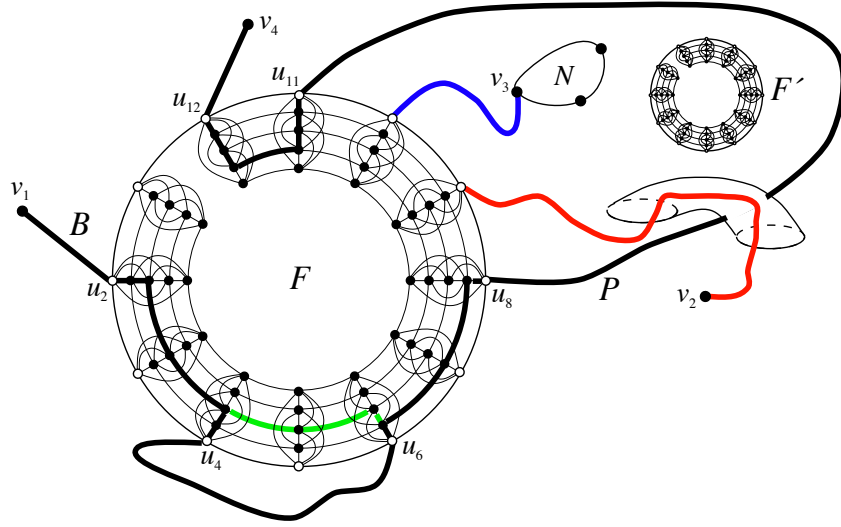 v₄
u₁₁
v₃
N
F′
u₁₂
v₁
B
F
u₂
u₈
P
v₂
u₄
u₆